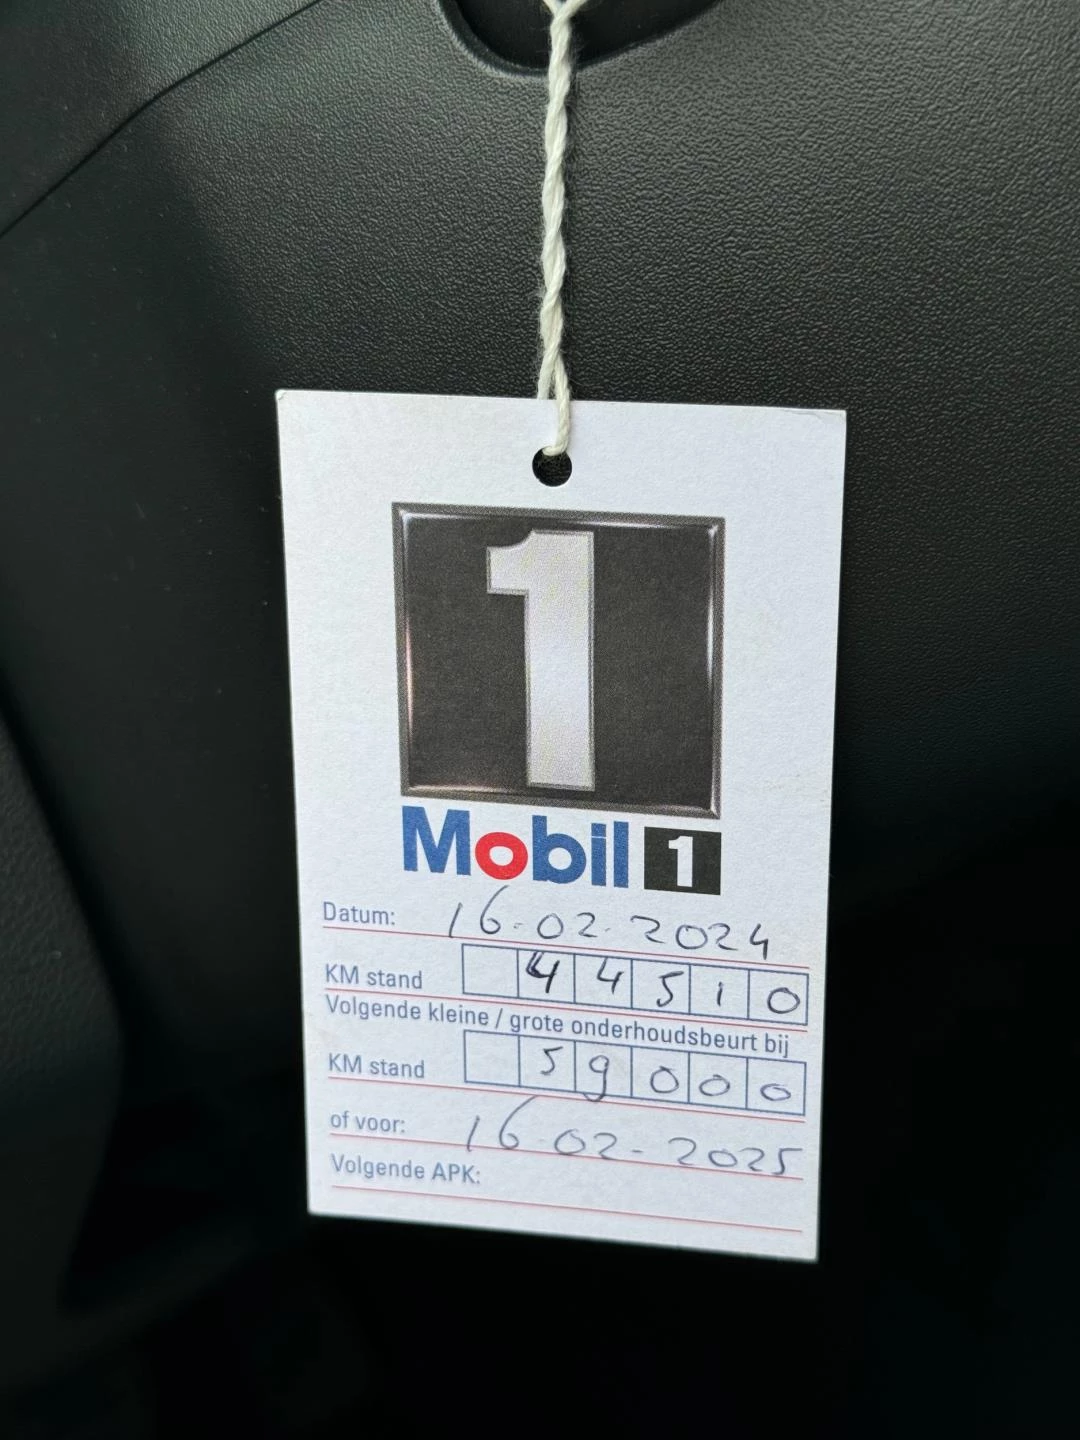 1
Mobil 1
Datum: 16-02-2024
KM stand 44510
Volgende kleine / grote onderhoudsbeurt bij
KM stand 59000
of voor: 16-02-2025
Volgende APK: